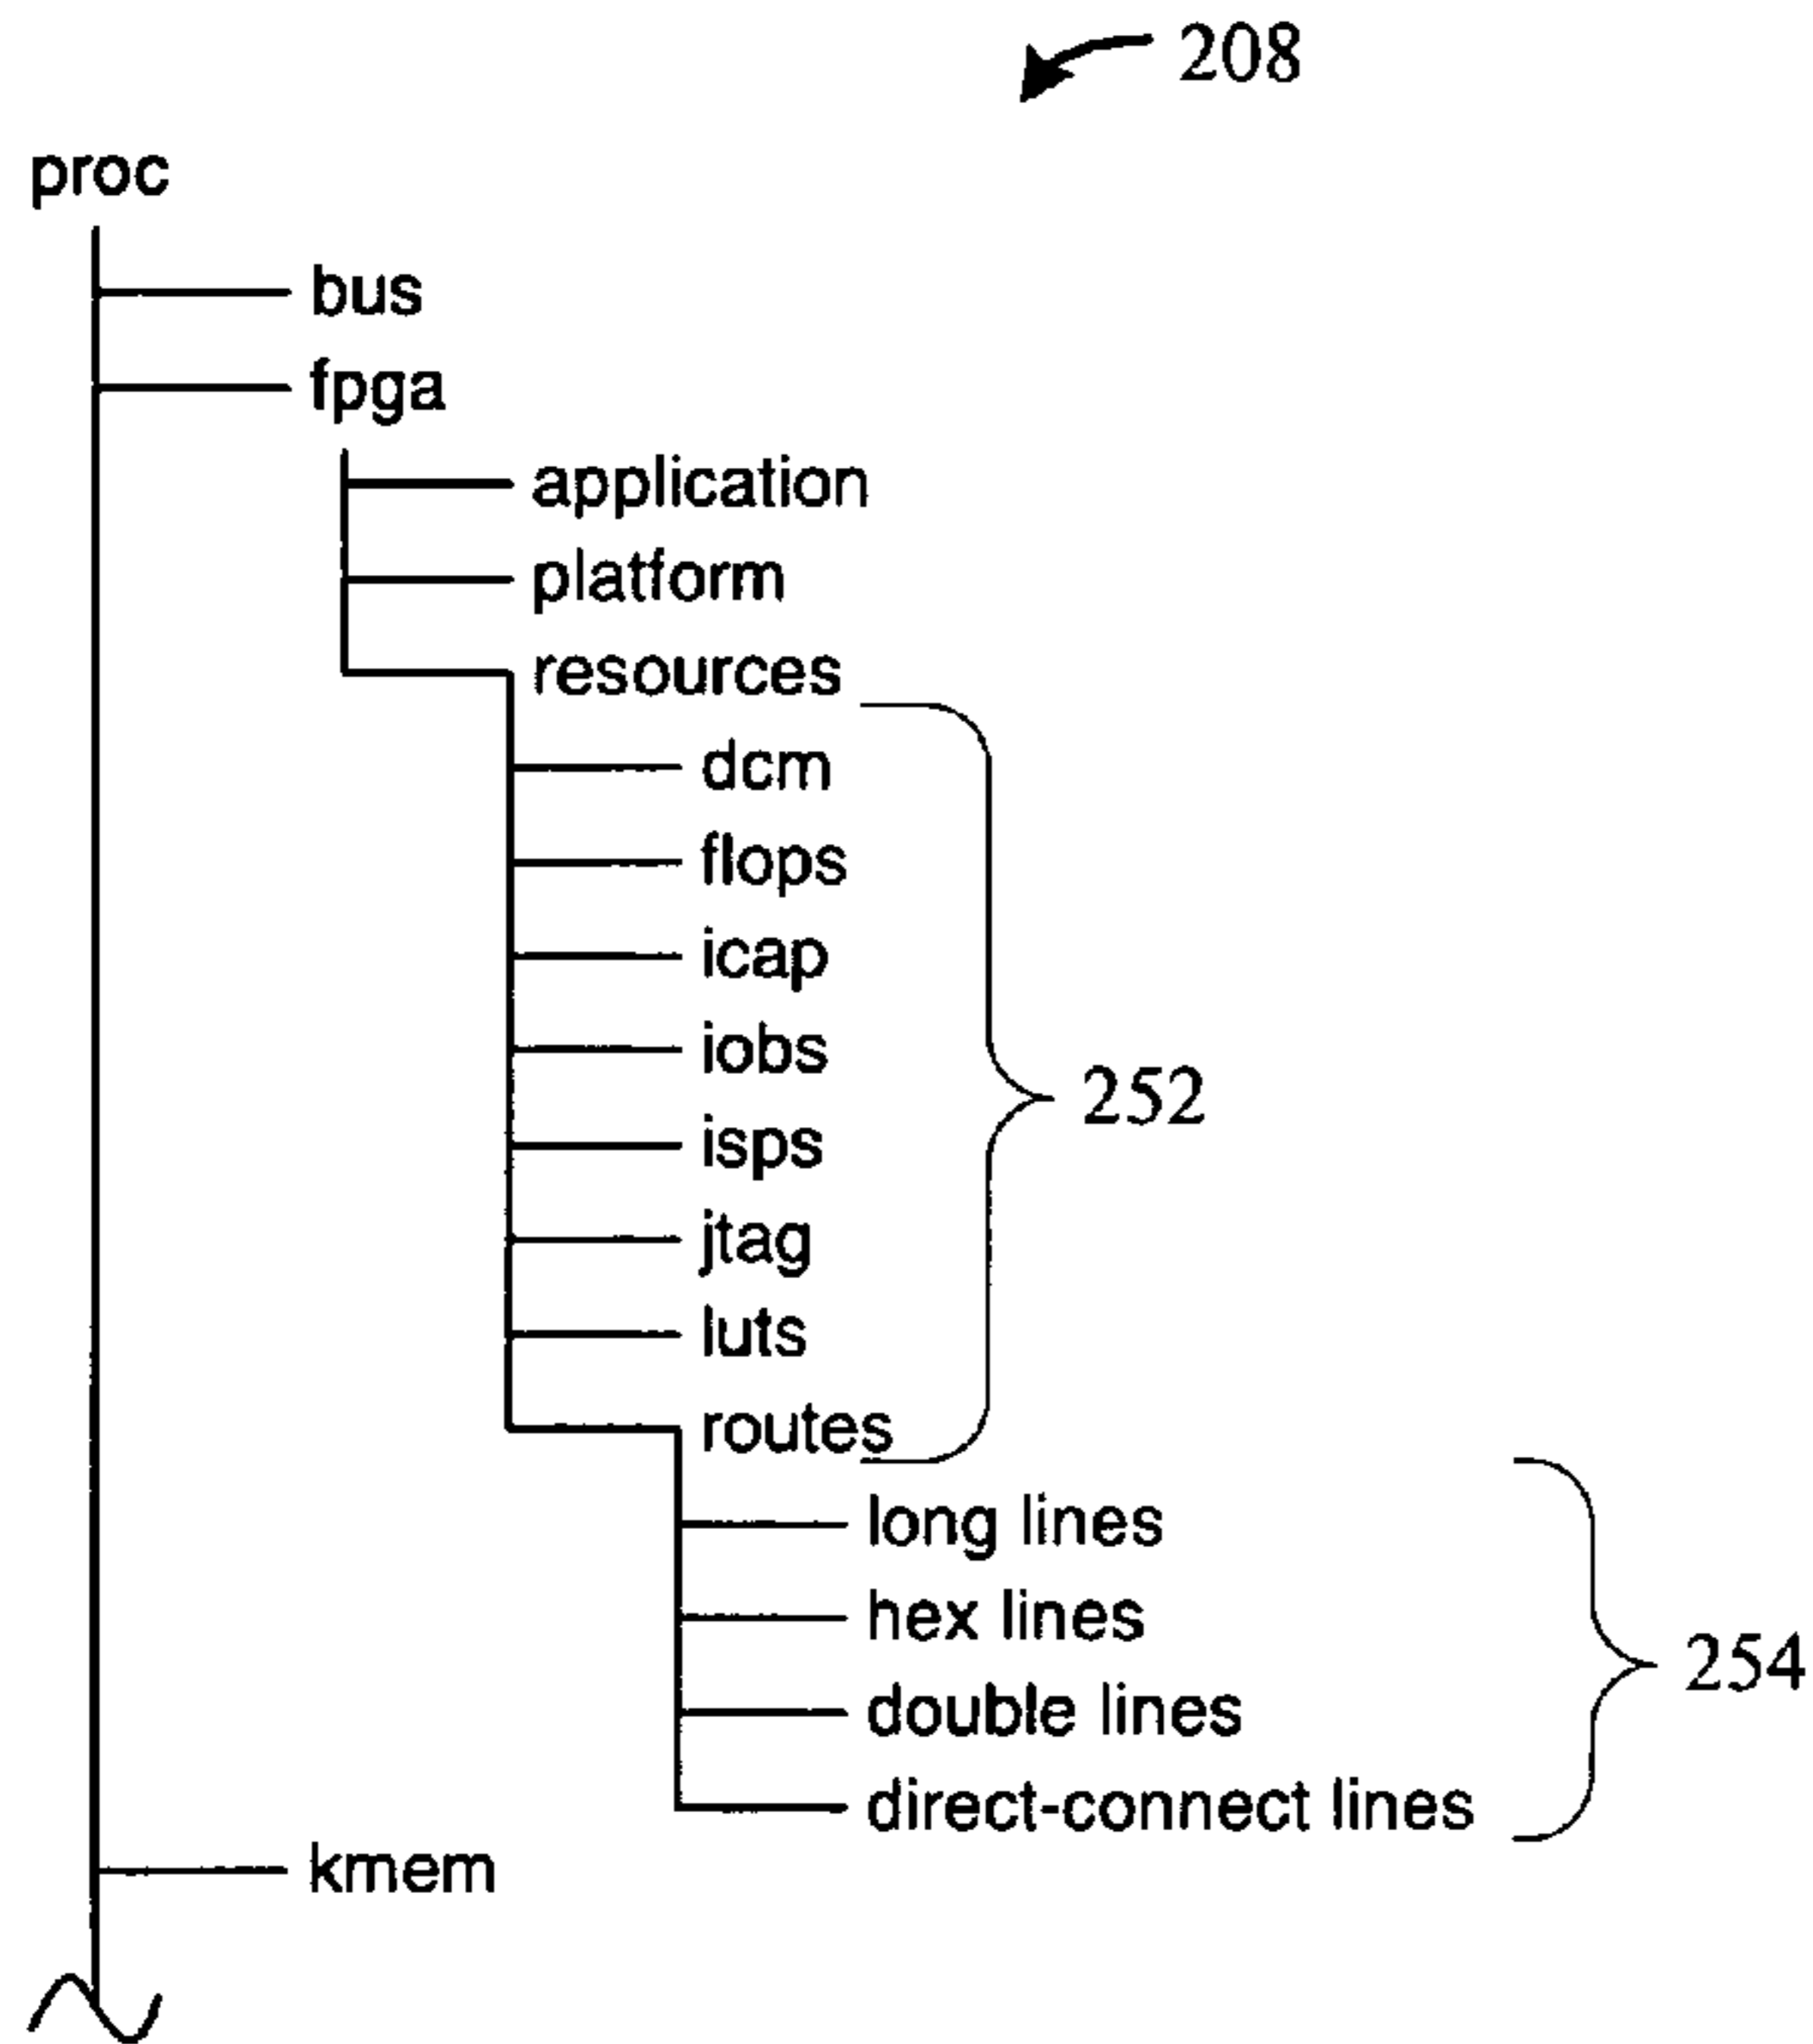 208
proc
bus
fpga
application
platform
resources
dcm
flops
icap
iobs
isps
jtag
luts
routes
252
long lines
hex lines
double lines
direct-connect lines
254
kmem